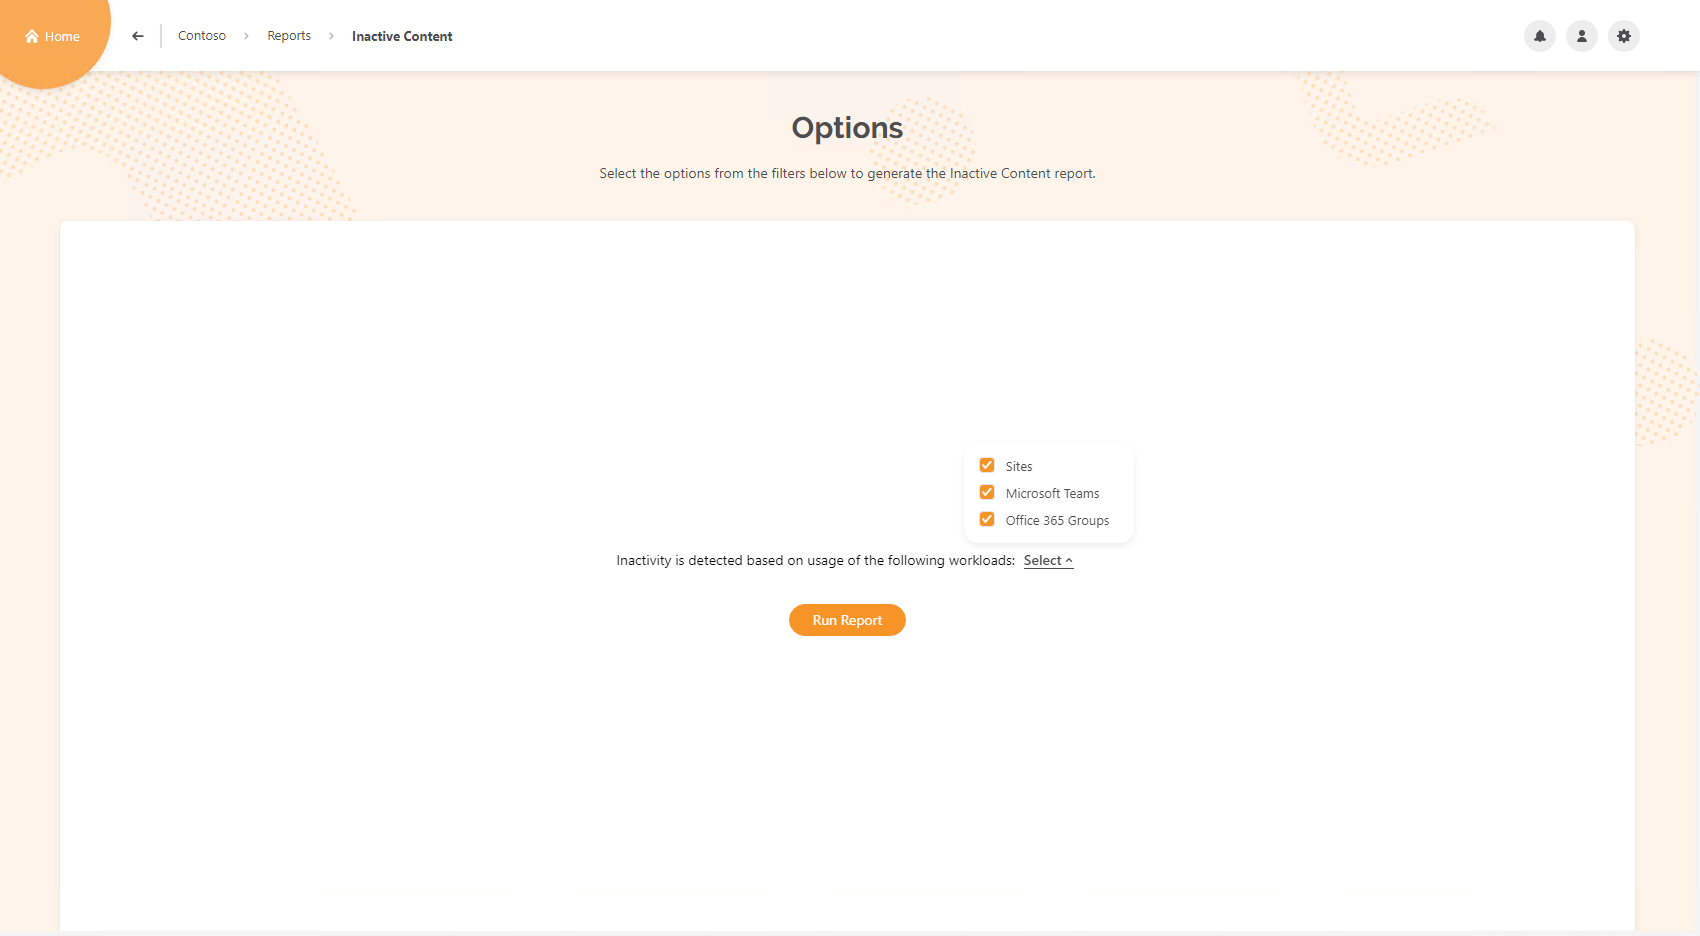 Home
Contoso
Reports
Inactive Content
Options
Select the options from the filters below to generate the Inactive Content report.
Sites
Microsoft Teams
Office 365 Groups
Inactivity is detected based on usage of the following workloads: Select
Run Report